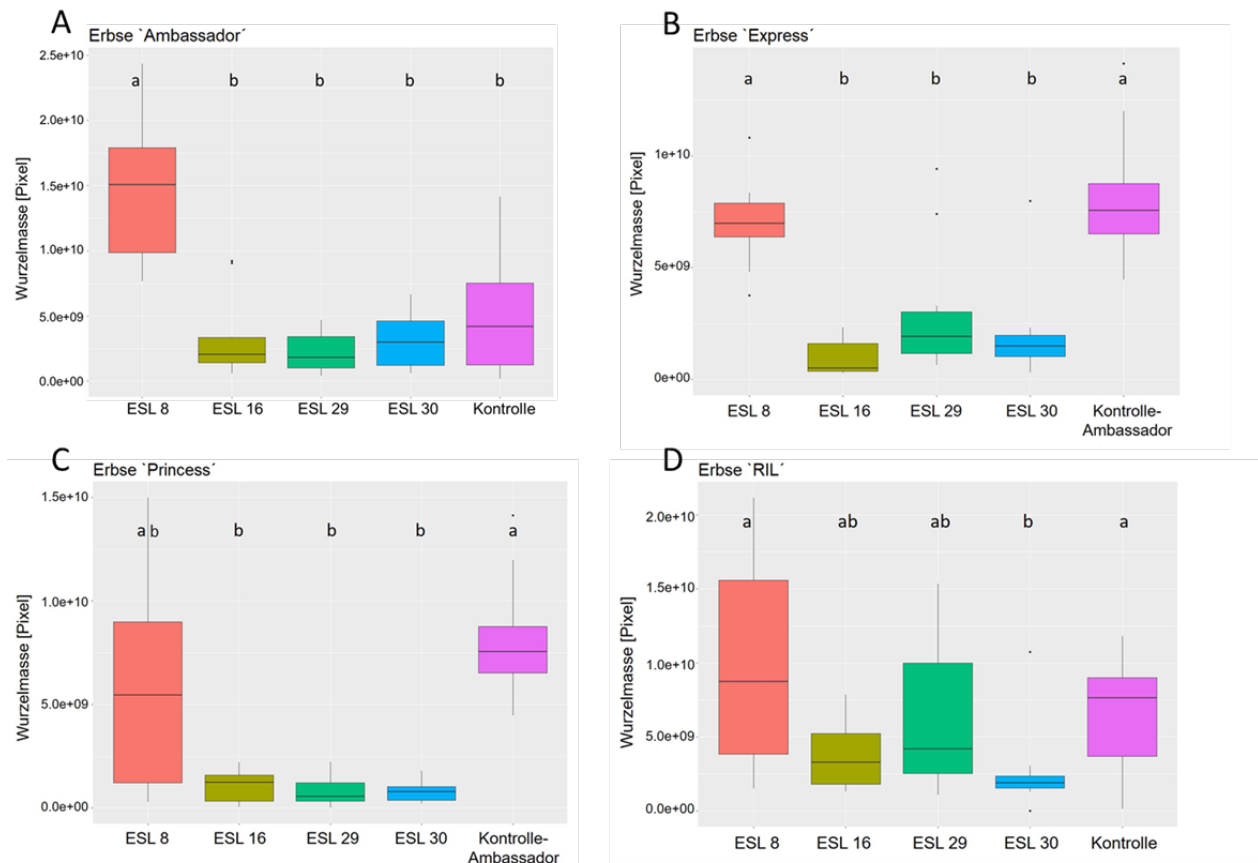 A
Erbse `Ambassador´
Wurzelmasse [Pixel]
2.5e+10
2.0e+10
1.5e+10
1.0e+10
5.0e+09
0.0e+00
a b b b b
ESL 8 ESL 16 ESL 29 ESL 30 Kontrolle
B
Erbse `Express´
Wurzelmasse [Pixel]
1e+10
5e+09
0e+00
a b b b a
ESL 8 ESL 16 ESL 29 ESL 30 Kontrolle-
Ambassador
C
Erbse `Princess´
Wurzelmasse [Pixel]
1.5e+10
1.0e+10
5.0e+09
0.0e+00
ab b b b a
ESL 8 ESL 16 ESL 29 ESL 30 Kontrolle-
Ambassador
D
Erbse `RIL´
Wurzelmasse [Pixel]
2.0e+10
1.5e+10
1.0e+10
5.0e+09
0.0e+00
a ab ab b a
ESL 8 ESL 16 ESL 29 ESL 30 Kontrolle